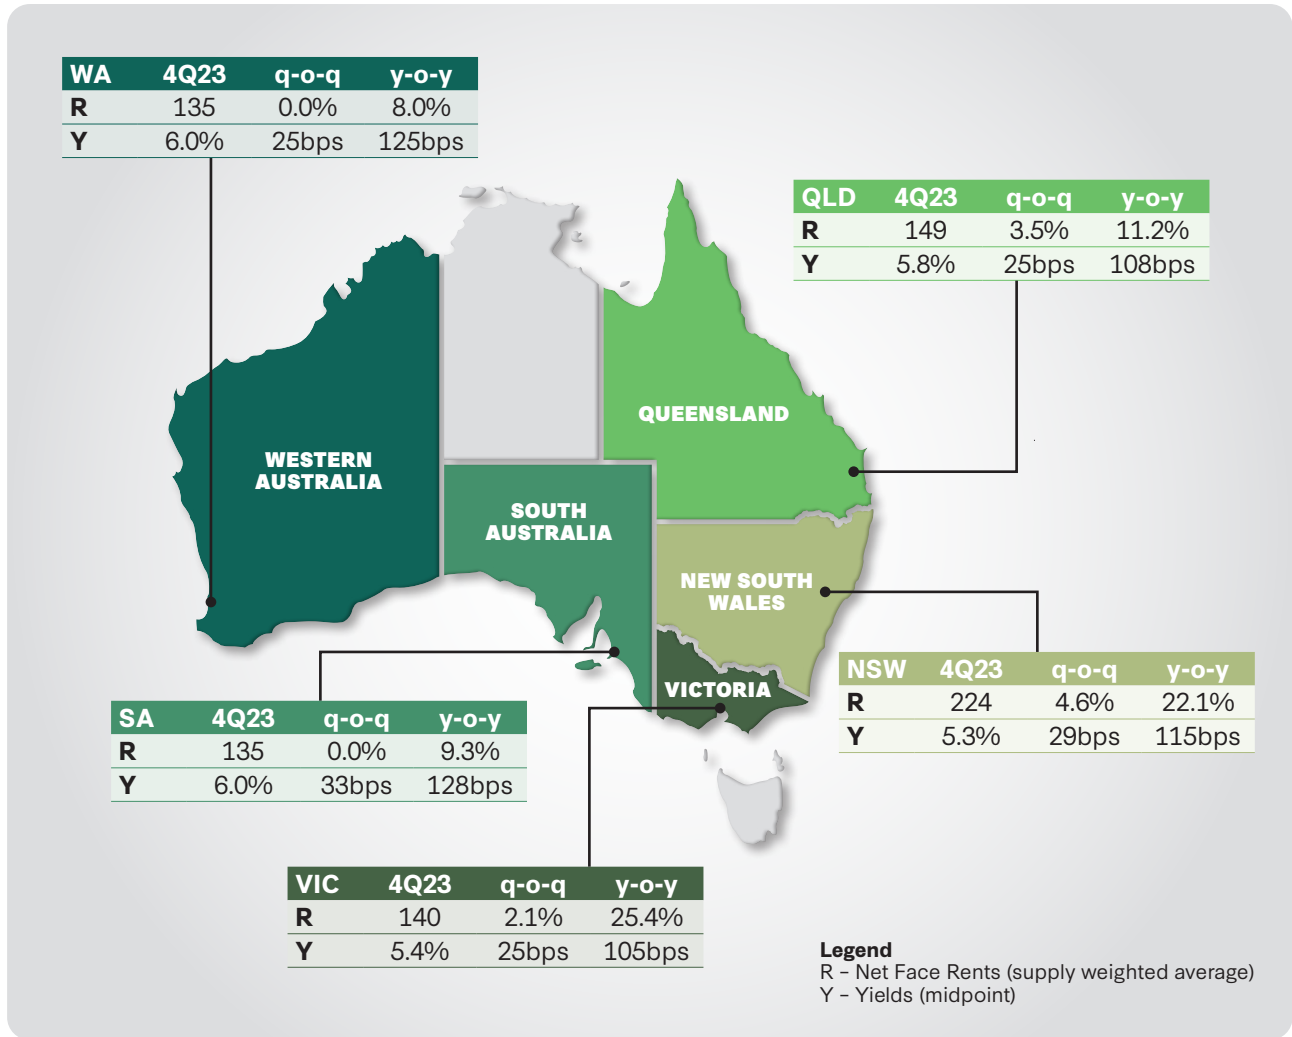 WA 4Q23 q-o-q y-o-y
R 135 0.0% 8.0%
Y 6.0% 25bps 125bps
QLD 4Q23 q-o-q y-o-y
R 149 3.5% 11.2%
Y 5.8% 25bps 108bps
QUEENSLAND
WESTERN
AUSTRALIA
SOUTH
AUSTRALIA
NEW SOUTH
WALES
VICTORIA
NSW 4Q23 q-o-q y-o-y
R 224 4.6% 22.1%
Y 5.3% 29bps 115bps
SA 4Q23 q-o-q y-o-y
R 135 0.0% 9.3%
Y 6.0% 33bps 128bps
VIC 4Q23 q-o-q y-o-y
R 140 2.1% 25.4%
Y 5.4% 25bps 105bps
Legend
R – Net Face Rents (supply weighted average)
Y – Yields (midpoint)